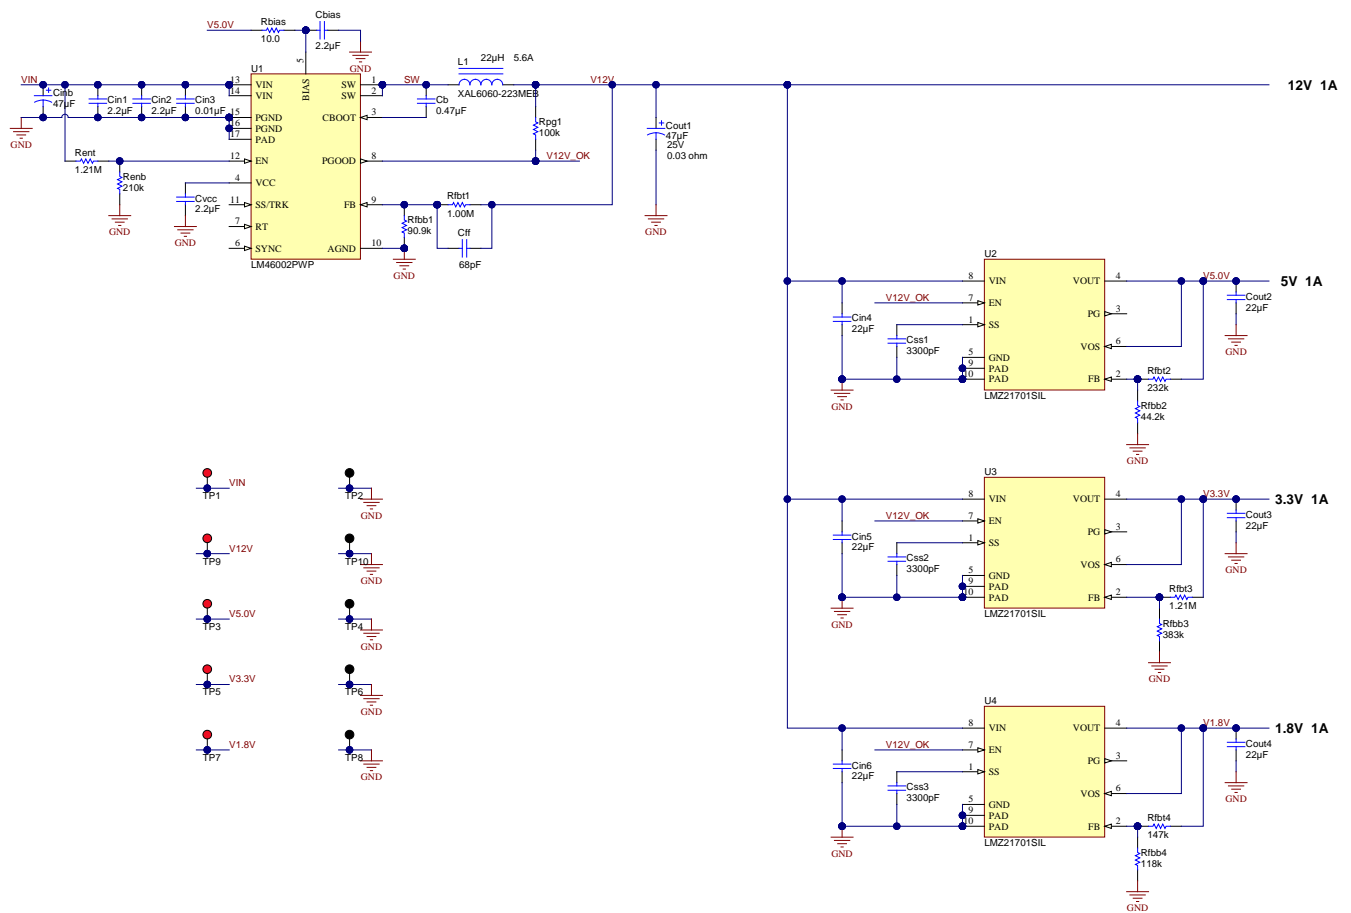 V5.0V
Rbias
10.0
Cbias
2.2µF
GND
U1
5
BIAS
VIN
Cinb
47µF
Cin1
2.2µF
Cin2
2.2µF
Cin3
0.01µF
GND
13 VIN
14 VIN
15 PGND
16 PGND
17 PAD
12 EN
4 VCC
11 SS/TRK
7 RT
6 SYNC
SW 1
SW 2
CBOOT 3
PGOOD 8
FB 9
AGND 10
LM46002PWP
Rent
1.21M
Renb
210k
GND
Cvcc
2.2µF
GND
SW
Cb
0.47µF
L1 22µH 5.6A
XAL6060-223MEB
V12V
Rpg1
100k
V12V_OK
Rfbt1
1.00M
Rfbb1
90.9k
Cff
68pF
GND
Cout1
47µF
25V
0.03 ohm
GND
12V 1A
U2
8 VIN
V12V_OK
7 EN
1 SS
5 GND
9 PAD
10 PAD
VOUT 4
PG 3
VOS 6
FB 2
LMZ21701SIL
Cin4
22µF
Css1
3300pF
GND
V5.0V
5V 1A
Cout2
22µF
GND
Rfbt2
232k
Rfbb2
44.2k
GND
U3
8 VIN
V12V_OK
7 EN
1 SS
5 GND
9 PAD
10 PAD
VOUT 4
PG 3
VOS 6
FB 2
LMZ21701SIL
Cin5
22µF
Css2
3300pF
GND
V3.3V
3.3V 1A
Cout3
22µF
GND
Rfbt3
1.21M
Rfbb3
383k
GND
U4
8 VIN
V12V_OK
7 EN
1 SS
5 GND
9 PAD
10 PAD
VOUT 4
PG 3
VOS 6
FB 2
LMZ21701SIL
Cin6
22µF
Css3
3300pF
GND
V1.8V
1.8V 1A
Cout4
22µF
GND
Rfbt4
147k
Rfbb4
118k
GND
TP1 VIN
TP2 GND
TP9 V12V
TP10 GND
TP3 V5.0V
TP4 GND
TP5 V3.3V
TP6 GND
TP7 V1.8V
TP8 GND